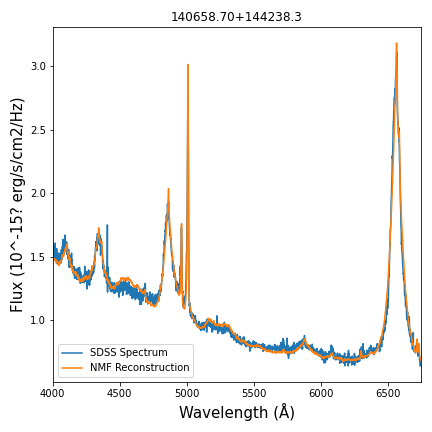 140658.70+144238.3
Flux (10^-15? erg/s/cm2/Hz)
3.0
2.5
2.0
1.5
1.0
SDSS Spectrum
NMF Reconstruction
4000 4500 5000 5500 6000 6500
Wavelength (Å)